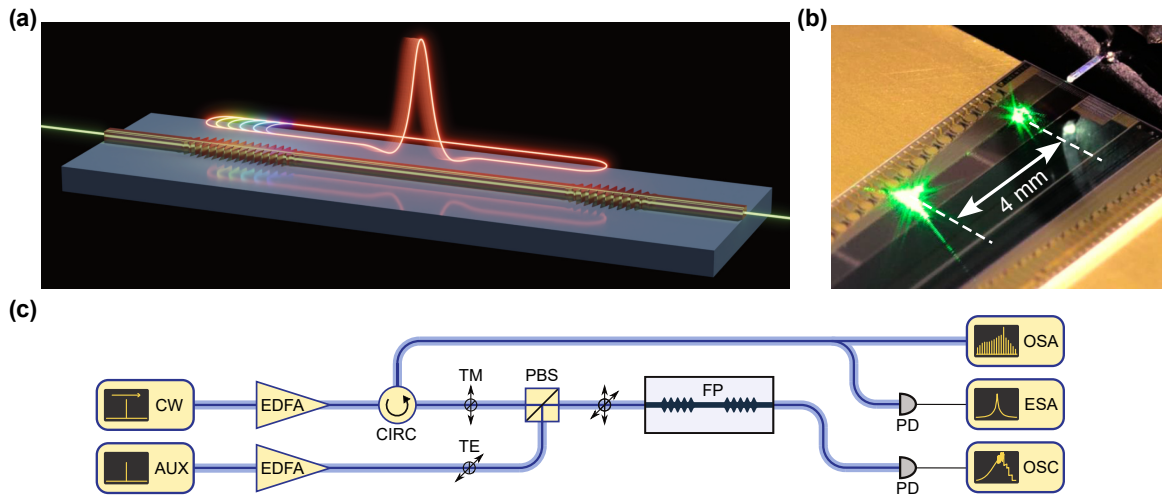 (a)
(b)
4 mm
(c)
CW
EDFA
CIRC
TM
PBS
FP
OSA
PD
ESA
AUX
EDFA
TE
PD
OSC